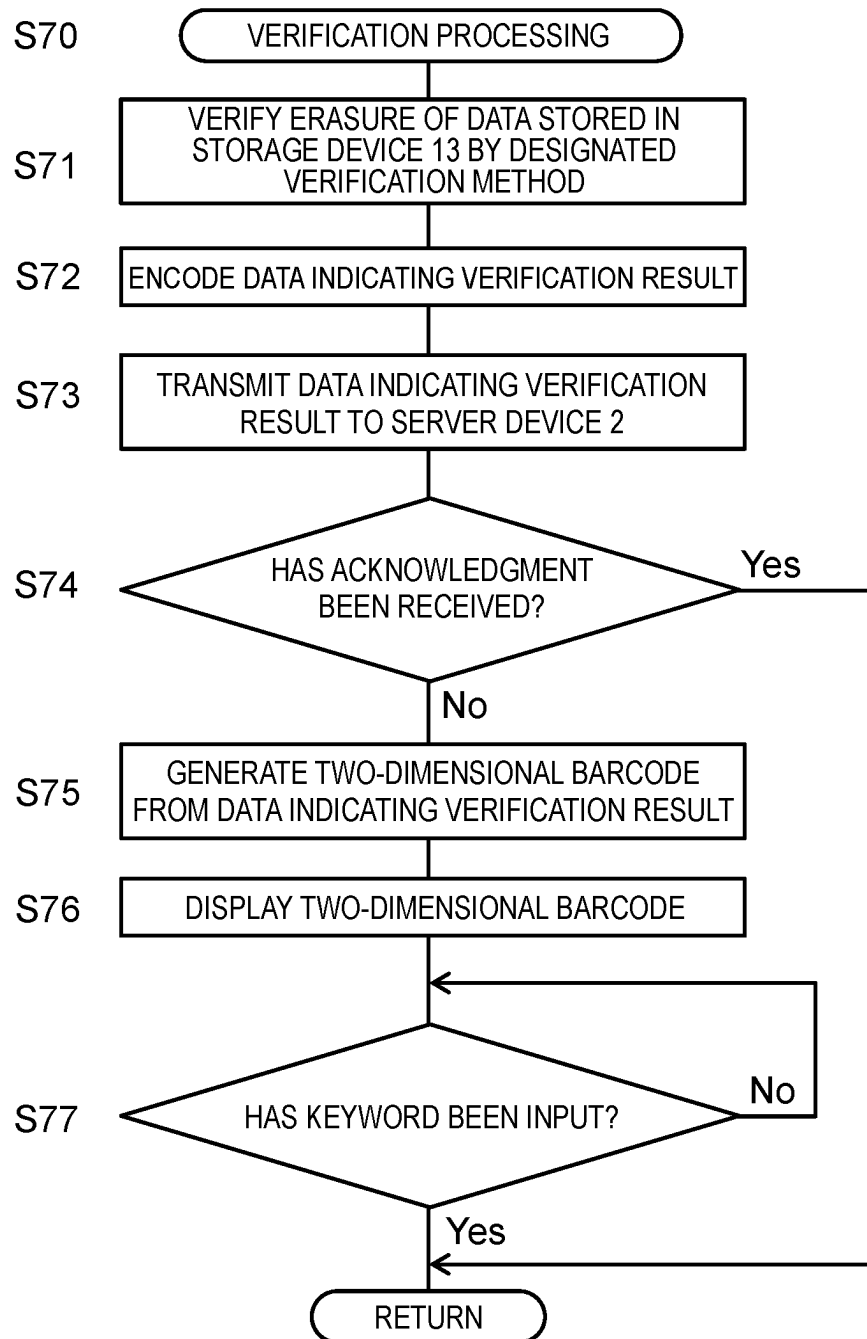 S70
VERIFICATION PROCESSING
S71
VERIFY ERASURE OF DATA STORED IN
STORAGE DEVICE 13 BY DESIGNATED
VERIFICATION METHOD
S72
ENCODE DATA INDICATING VERIFICATION RESULT
S73
TRANSMIT DATA INDICATING VERIFICATION
RESULT TO SERVER DEVICE 2
S74
HAS ACKNOWLEDGMENT
BEEN RECEIVED?
Yes
No
S75
GENERATE TWO-DIMENSIONAL BARCODE
FROM DATA INDICATING VERIFICATION RESULT
S76
DISPLAY TWO-DIMENSIONAL BARCODE
S77
HAS KEYWORD BEEN INPUT?
No
Yes
RETURN